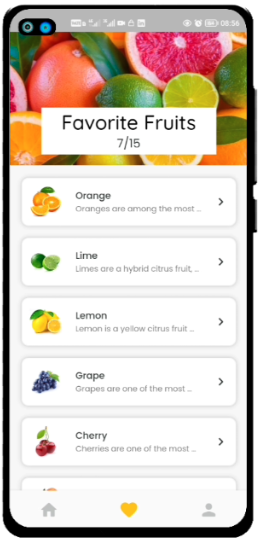 08:56
Favorite Fruits
7/15
Orange
Oranges are among the most ...
Lime
Limes are a hybrid citrus fruit, ...
Lemon
Lemon is a yellow citrus fruit ...
Grape
Grapes are one of the most ...
Cherry
Cherries are one of the most ...